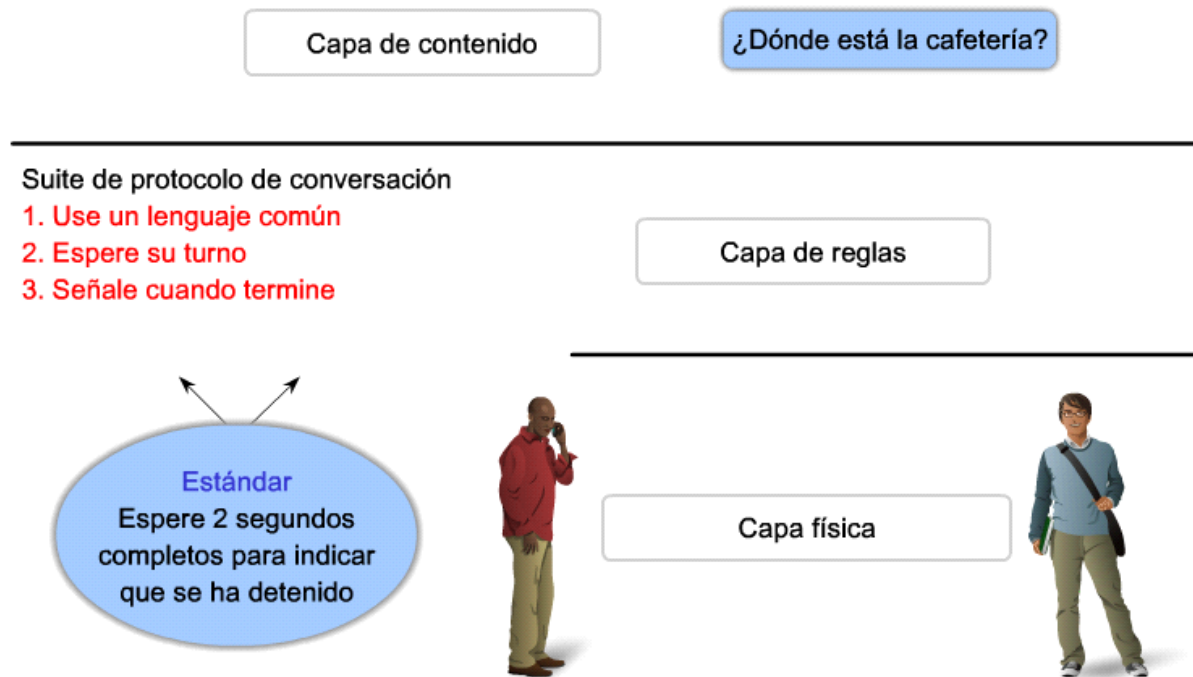 Capa de contenido
¿Dónde está la cafetería?
Suite de protocolo de conversación
1. Use un lenguaje común
2. Espere su turno
3. Señale cuando termine
Capa de reglas
Estándar
Espere 2 segundos
completos para indicar
que se ha detenido
Capa física